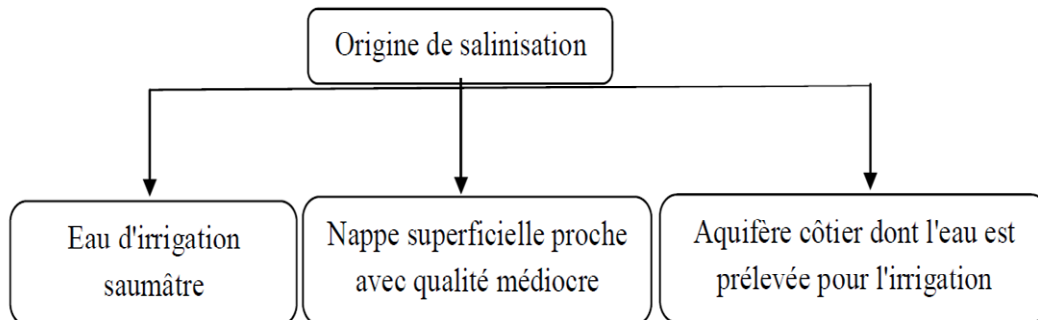 Origine de salinisation
Eau d'irrigation
saumâtre
Nappe superficielle proche
avec qualité médiocre
Aquifère côtier dont l'eau est
prélevée pour l'irrigation